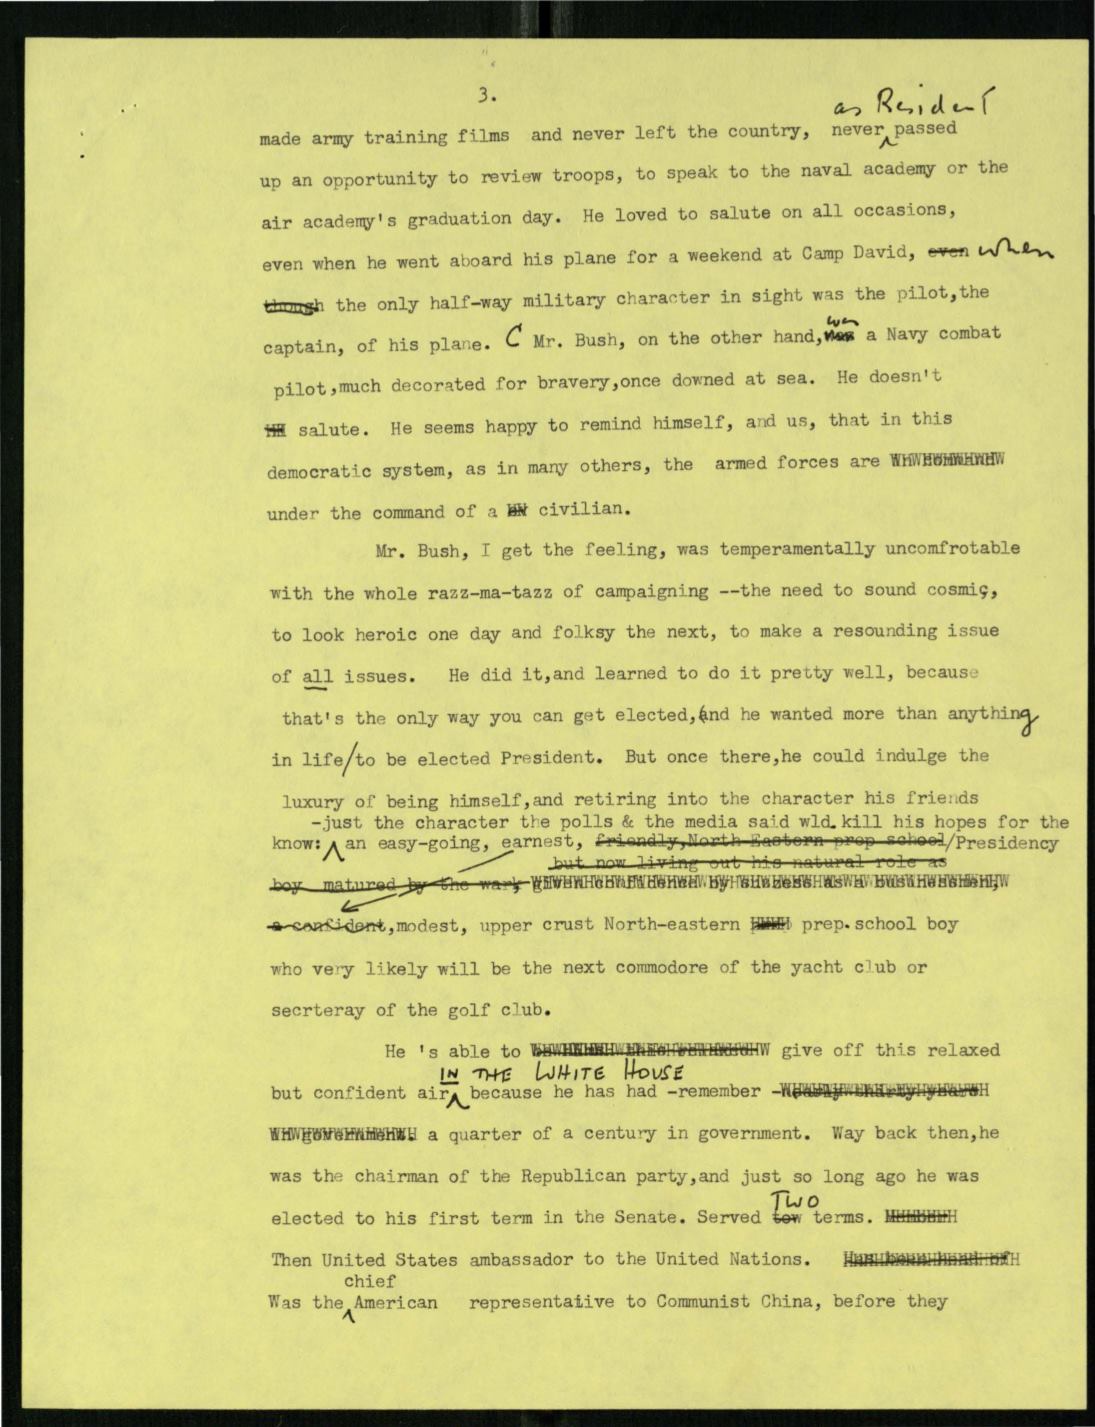 3.
as President
made army training films and never left the country, never passed
up an opportunity to review troops, to speak to the naval academy or the
air academy's graduation day. He loved to salute on all occasions,
even when he went aboard his plane for a weekend at Camp David, even when
though the only half-way military character in sight was the pilot,the
captain, of his plane. Mr. Bush, on the other hand, was a Navy combat
pilot,much decorated for bravery,once downed at sea. He doesn't
salute. He seems happy to remind himself, and us, that in this
democratic system, as in many others, the armed forces are
under the command of a civilian.
Mr. Bush, I get the feeling, was temperamentally uncomfrotable
with the whole razz-ma-tazz of campaigning --the need to sound cosmic,
to look heroic one day and folksy the next, to make a resounding issue
of all issues. He did it,and learned to do it pretty well, because
that's the only way you can get elected, and he wanted more than anything
in life/to be elected President. But once there,he could indulge the
luxury of being himself,and retiring into the character his friends
-just the character the polls & the media said wld. kill his hopes for the
know: an easy-going, earnest, friendly,North-Eastern prep school/Presidency
but now living out his natural role as
boy matured by the war, given confidence by success as a businessmen,
a confident,modest, upper crust North-eastern prep.school boy
who very likely will be the next commodore of the yacht club or
secrteray of the golf club.
He 's able to give off this relaxed
IN THE WHITE HOUSE
but confident air because he has had -remember -
government. a quarter of a century in government. Way back then,he
was the chairman of the Republican party,and just so long ago he was
TWO
elected to his first term in the Senate. Served tow terms.
Then United States ambassador to the United Nations. Has been head of
chief
Was the American representative to Communist China, before they